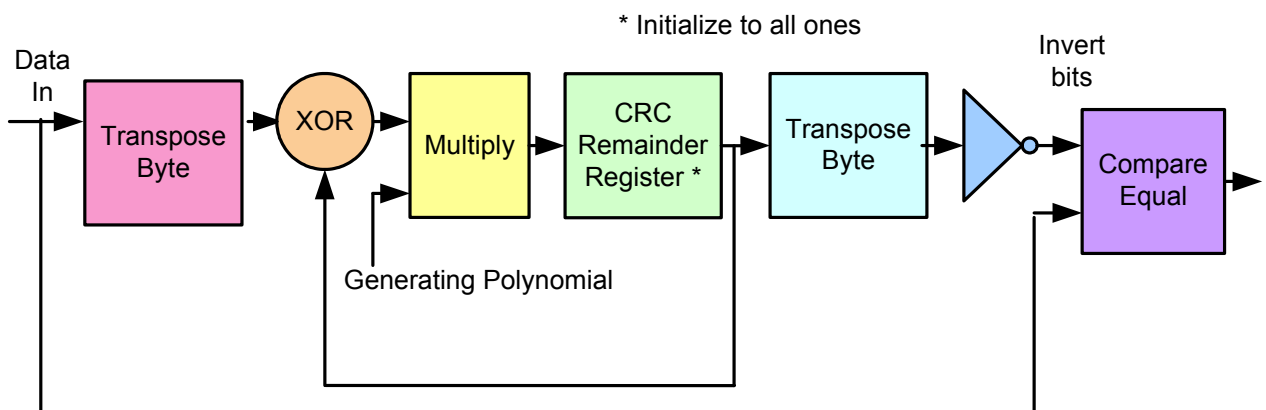 * Initialize to all ones
Data
In
Transpose
Byte
XOR
Multiply
CRC
Remainder
Register *
Transpose
Byte
Invert
bits
Compare
Equal
Generating Polynomial